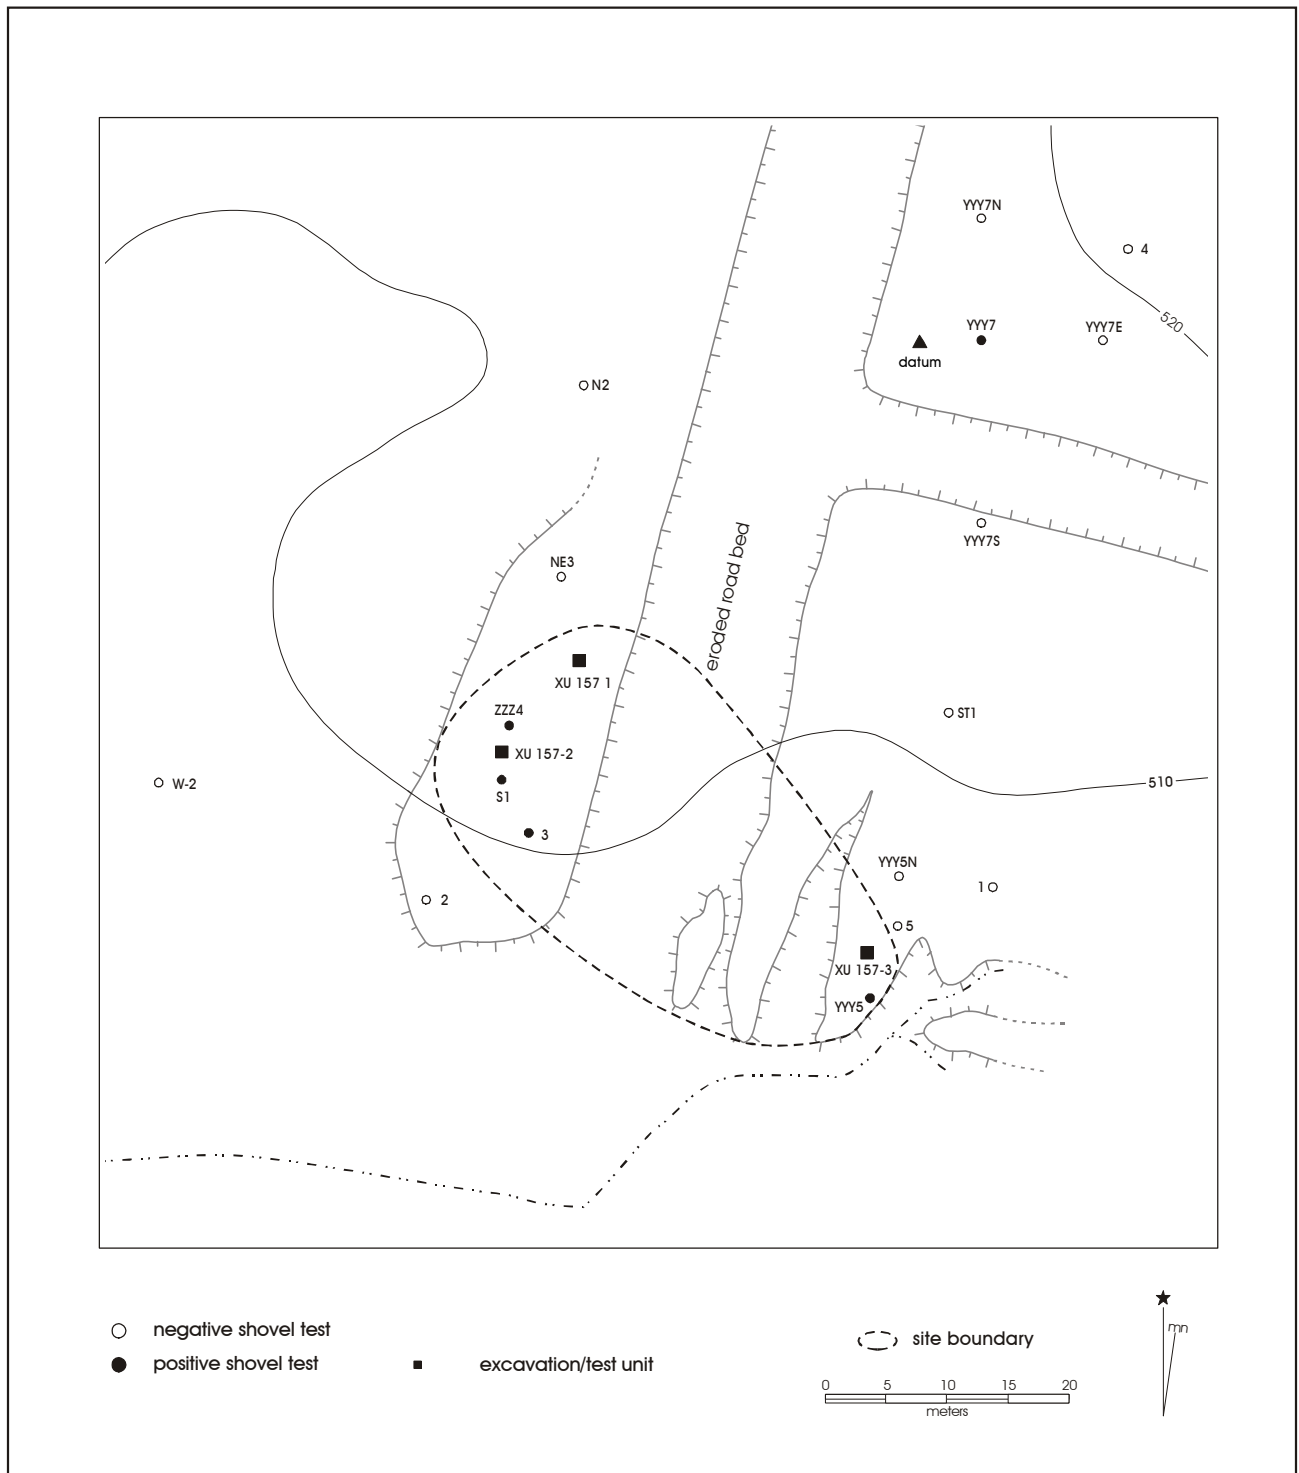 YYY7N
4
520
YYY7
YYY7E
datum
N2
YYY7S
eroded road bed
NE3
XU 157 1
ZZZ4
ST1
XU 157-2
W-2
510
S1
3
YYY5N
1
2
5
XU 157-3
YYY5
mn
negative shovel test
site boundary
positive shovel test
excavation/test unit
0 5 10 15 20
meters